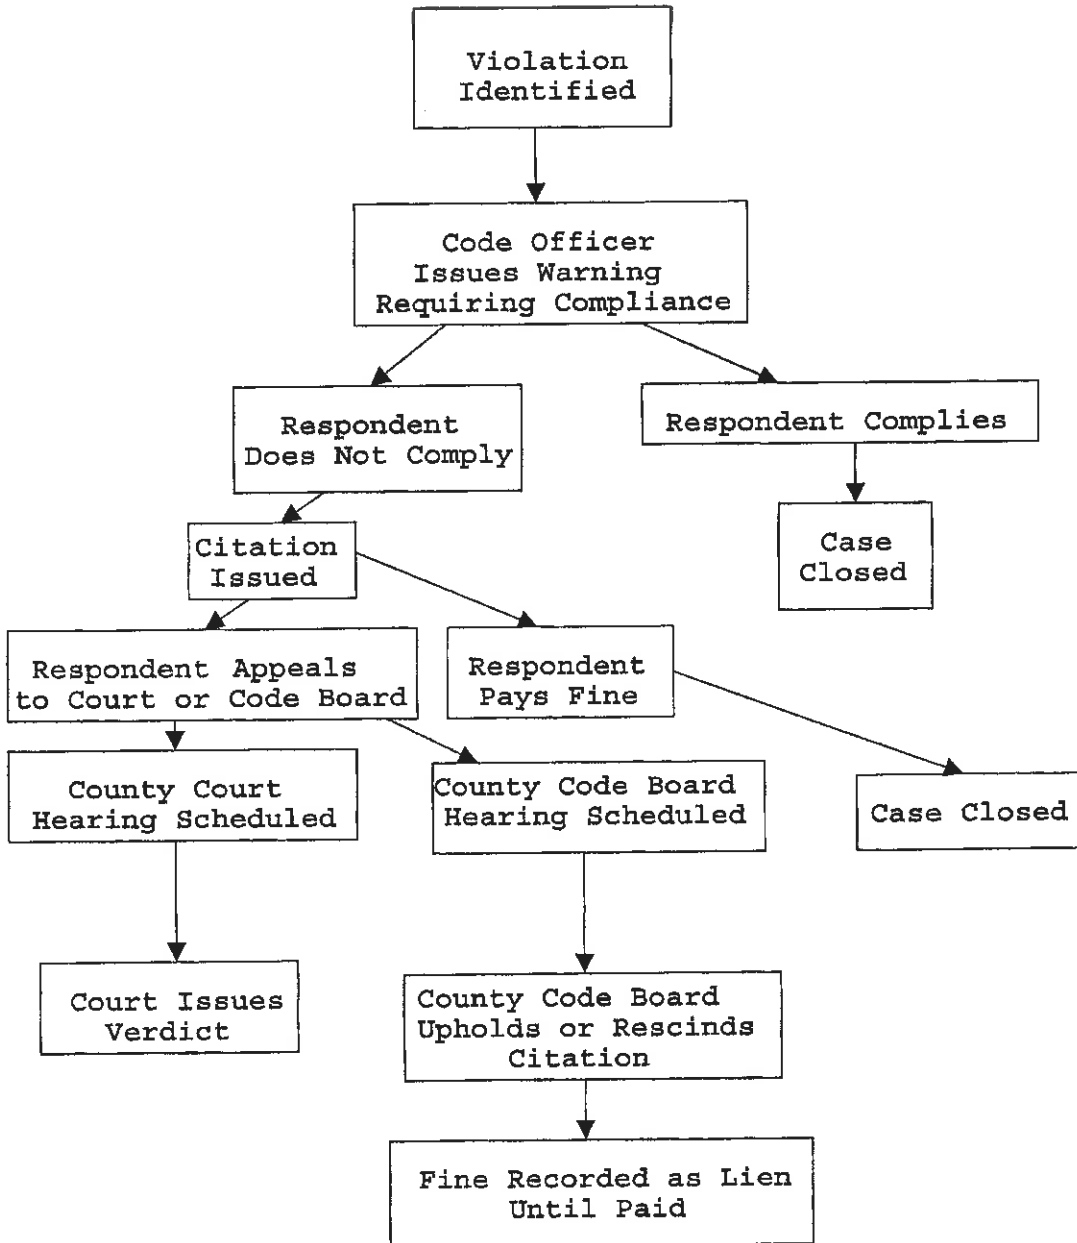 Violation
Identified
Code Officer
Issues Warning
Requiring Compliance
Respondent
Does Not Comply
Respondent Complies
Citation
Issued
Case
Closed
Respondent Appeals
to Court or Code Board
Respondent
Pays Fine
County Court
Hearing Scheduled
County Code Board
Hearing Scheduled
Case Closed
Court Issues
Verdict
County Code Board
Upholds or Rescinds
Citation
Fine Recorded as Lien
Until Paid